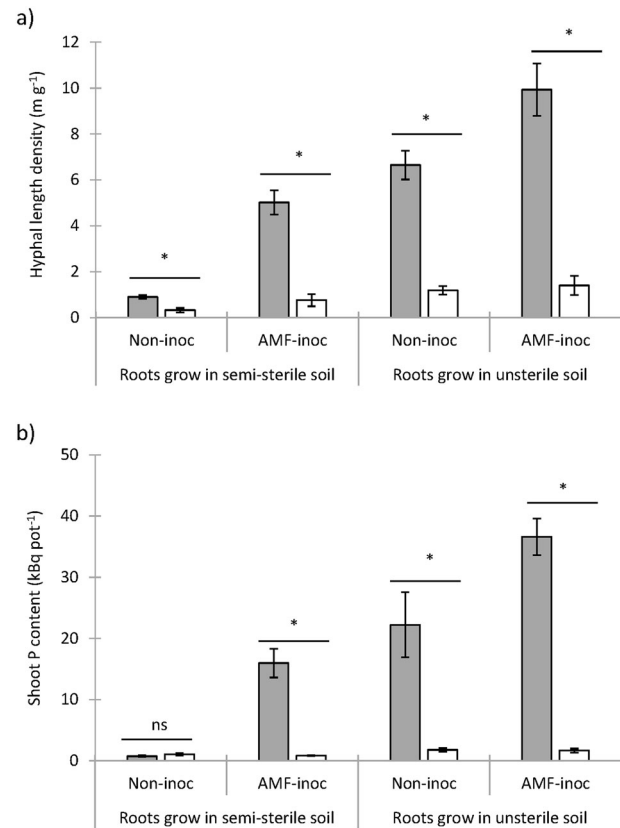 a)
Hyphal length density (m g⁻¹)
12
10
8
6
4
2
0
*
*
*
*
Non-inoc AMF-inoc Non-inoc AMF-inoc
Roots grow in semi-sterile soil Roots grow in unsterile soil
b)
Shoot P content (kBq pot⁻¹)
50
40
30
20
10
0
ns
*
*
*
Non-inoc AMF-inoc Non-inoc AMF-inoc
Roots grow in semi-sterile soil Roots grow in unsterile soil